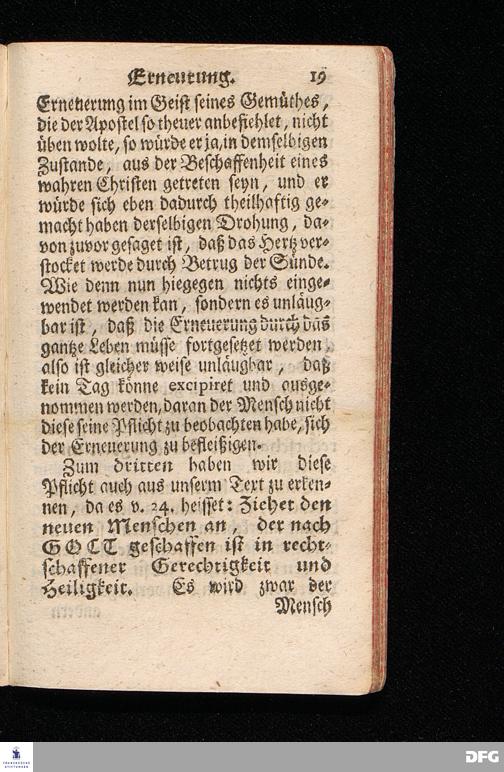 Erneurung. 19
Erneuerung im Geist seines Gemüthes,
die der Apostel so theuer anbefiehlet, nicht
üben wolte, so würde er ja, in demselbigen
Zustande, aus der Beschaffenheit eines
wahren Christen getreten seyn, und er
würde sich eben dadurch theilhaftig ge-
macht haben derselbigen Drohung, da-
von zuvor gesaget ist, daß das Hertz ver-
stocket werde durch Betrug der Sünde.
Wie denn nun hiegegen nichts einge-
wendet werden kan, sondern es unläug-
bar ist, daß die Erneuerung durch das
gantze Leben müsse fortgesetzet werden,
also ist gleicher weise unläugbar, daß
kein Tag könne excipiret und ausge-
nommen werden, daran der Mensch nicht
diese seine Pflicht zu beobachten habe, sich
der Erneuerung zu befleißigen.
Zum dritten haben wir diese
Pflicht auch aus unserm Text zu erken-
nen, da es v. 24. heisset: Ziehet den
neuen Menschen an, der nach
GOTT geschaffen ist in recht-
schaffener Gerechtigkeit und
Heiligkeit. Es wird zwar der
Mensch
FRANCKESCHE
STIFTUNGEN
DFG